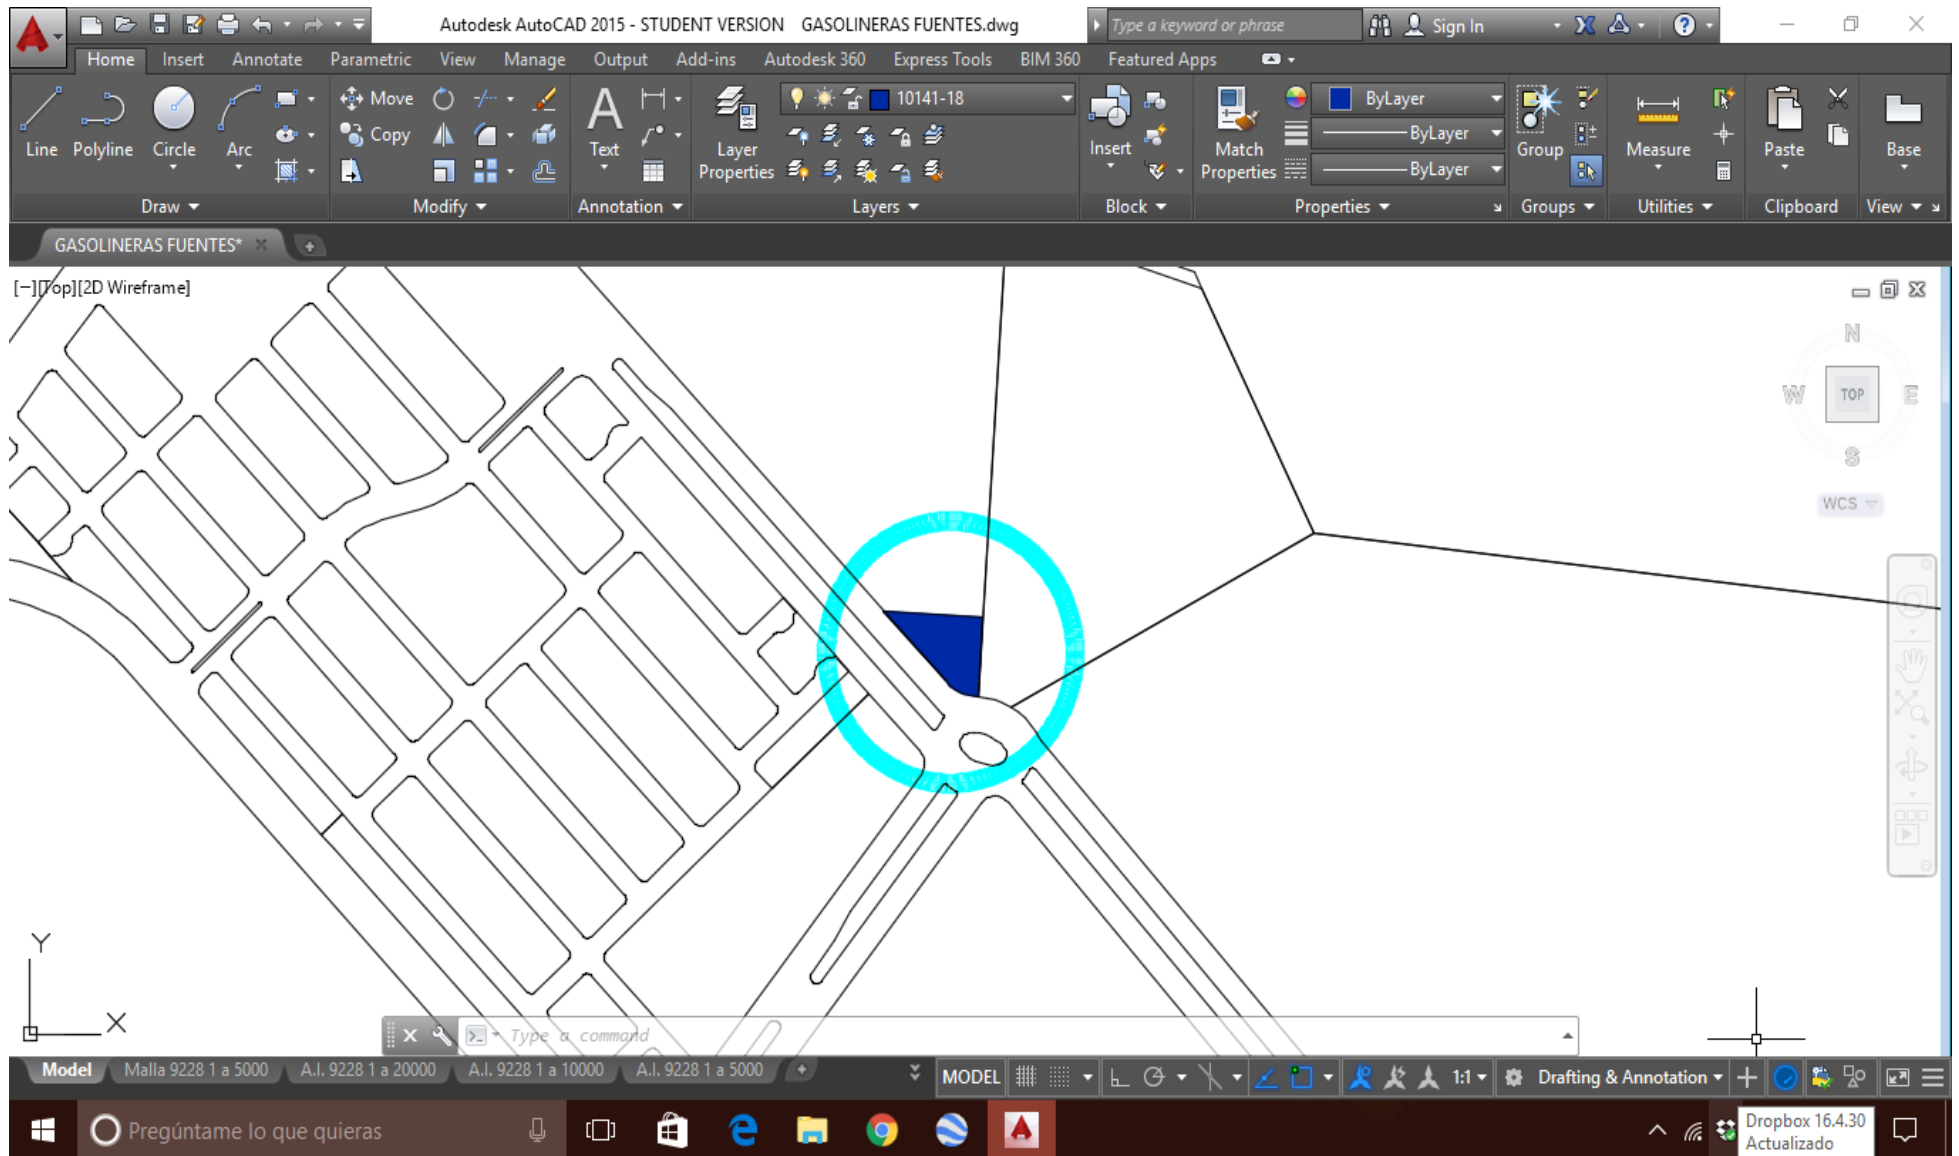 Autodesk AutoCAD 2015 - STUDENT VERSION GASOLINERAS FUENTES.dwg
Type a keyword or phrase
Sign In
Home Insert Annotate Parametric View Manage Output Add-ins Autodesk 360 Express Tools BIM 360 Featured Apps
Line Polyline Circle Arc
Draw
Move
Copy
Modify
Text
Annotation
Layer
Properties
10141-18
Layers
Insert
Block
Match
Properties
ByLayer
ByLayer
ByLayer
Properties
Group
Groups
Measure
Utilities
Paste
Clipboard
Base
View
GASOLINERAS FUENTES*
[−][Top][2D Wireframe]
N
W TOP E
S
WCS
Y
X
Type a command
Model Malla 9228 1 a 5000 A.I. 9228 1 a 20000 A.I. 9228 1 a 10000 A.I. 9228 1 a 5000
MODEL 1:1 Drafting & Annotation
Pregúntame lo que quieras
Dropbox 16.4.30
Actualizado